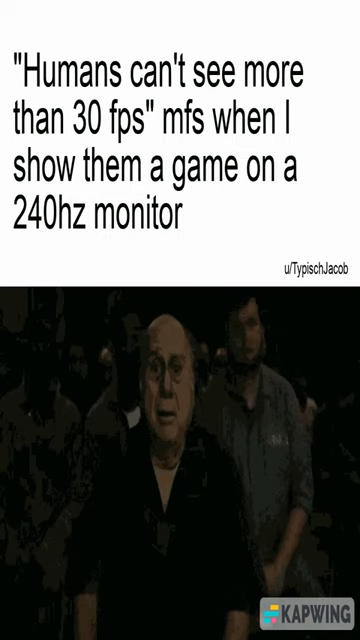 "Humans can't see more
than 30 fps" mfs when I
show them a game on a
240hz monitor
u/TypischJacob
KAPWING